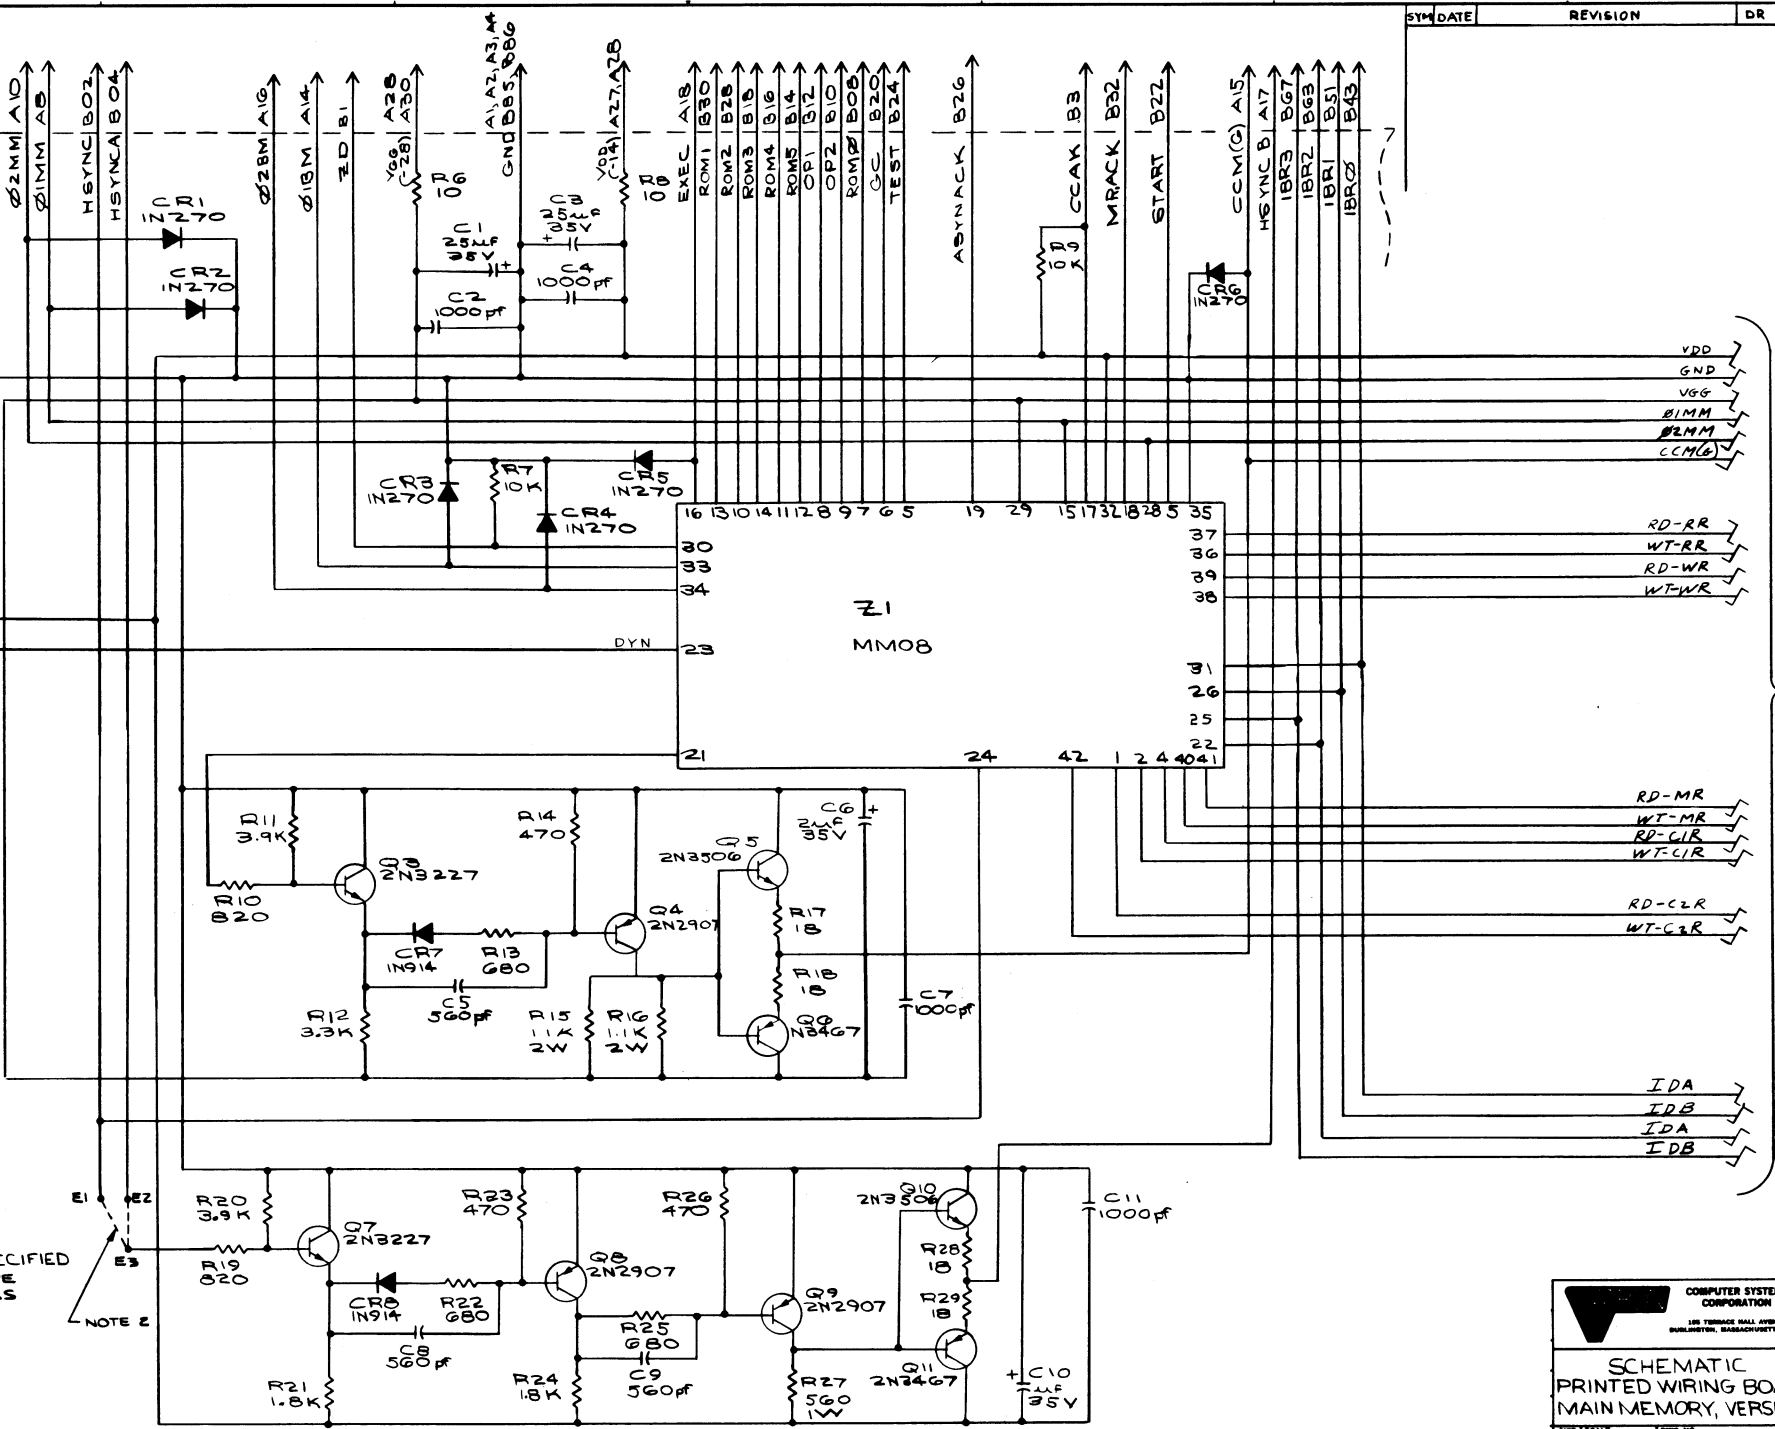 SYM DATE REVISION DR
Ø2MM A10
Ø1MM A8
HSYNC B02
HSYNCA B04
Ø2BM A16
Ø1BM A14
ZD B1
VGG A28
(-28) A30
A1, A2, A3, A4
GND B85, B86
VDD
(-14) A27, A28
EXEC A18
ROM1 B30
ROM2 B28
ROM3 B18
ROM4 B16
ROM5 B14
OP1 B12
OP2 B10
ROMØ B08
GC B20
TEST B24
ASYNACK B26
CCAK B3
MRACK B32
START B22
CCM(G) A15
HSYNC B A17
IBR3 B67
IBR2 B63
IBR1 B51
IBRØ B43
CR1
1N270
CR2
1N270
R6
10
C1
25µF
35V
+
C2
1000pf
C3
25µF
35V
+
C4
1000pf
R8
10
R9
10K
CR6
1N270
VDD
GND
VGG
Ø1MM
Ø2MM
CCM(G)
CR3
1N270
R7
10K
CR4
1N270
CR5
1N270
16 13 10 14 11 12 8 9 7 6 5 19 29 15 17 32 18 28 5 35
30
33
34
DYN 23
21
Z1
MM08
37
36
39
38
31
26
25
22
24 42 1 2 4 40 41
RD-RR
WT-RR
RD-WR
WT-WR
RD-MR
WT-MR
RD-C1R
WT-C1R
RD-C2R
WT-C2R
IDA
IDB
IDA
IDB
R11
3.9K
R10
820
Q3
2N3227
CR7
1N914
R13
680
C5
560pf
R12
3.3K
R14
470
Q4
2N2907
R15
1.1K
2W
R16
1.1K
2W
Q5
2N3506
R17
18
R18
18
Q6
N3467
C6
2µF
35V
+
C7
1000pf
E1
E2
E3
ECIFIED
E
S
NOTE 2
R20
3.9K
R19
820
Q7
2N3227
CR8
1N914
R22
680
C8
560pf
R21
1.8K
R23
470
Q8
2N2907
R25
680
C9
560pf
R24
1.8K
R26
470
Q9
2N2907
R27
560
1W
Q10
2N3506
R28
18
R29
18
Q11
2N3467
+ C10
µF
35V
C11
1000pf
COMPUTER SYSTE
CORPORATION
TERRACE HALL AVE
BURLINGTON, MASSACHUSETT
SCHEMATIC
PRINTED WIRING BOA
MAIN MEMORY, VERSI